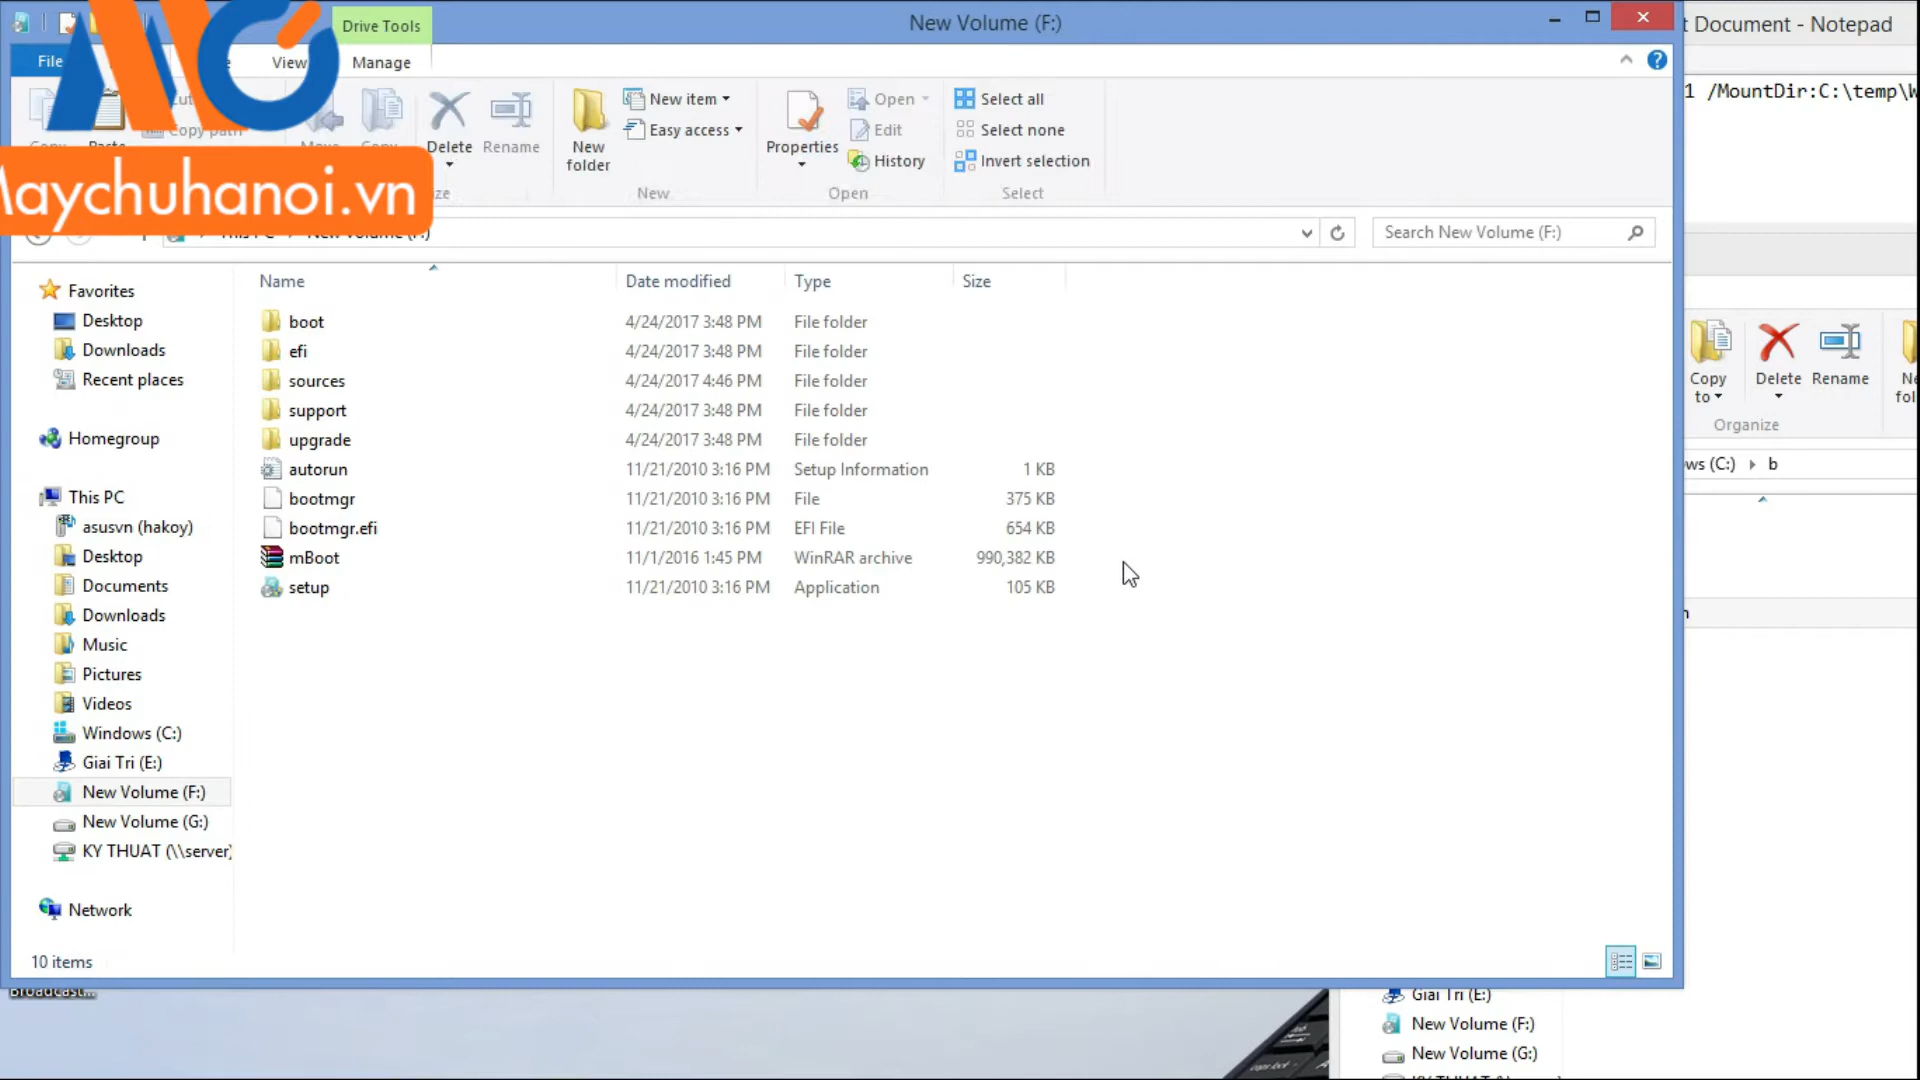 Drive Tools
New Volume (F:)
File
View
Manage
Copy path
Delete
Rename
New folder
New item
Easy access
Properties
Open
Edit
History
Select all
Select none
Invert selection
New
Open
Select
Maychuhanoi.vn
This PC
New Volume (F:)
Search New Volume (F:)
Name
Date modified
Type
Size
boot 4/24/2017 3:48 PM File folder
efi 4/24/2017 3:48 PM File folder
sources 4/24/2017 4:46 PM File folder
support 4/24/2017 3:48 PM File folder
upgrade 4/24/2017 3:48 PM File folder
autorun 11/21/2010 3:16 PM Setup Information 1 KB
bootmgr 11/21/2010 3:16 PM File 375 KB
bootmgr.efi 11/21/2010 3:16 PM EFI File 654 KB
mBoot 11/1/2016 1:45 PM WinRAR archive 990,382 KB
setup 11/21/2010 3:16 PM Application 105 KB
Favorites
Desktop
Downloads
Recent places
Homegroup
This PC
asusvn (hakoy)
Desktop
Documents
Downloads
Music
Pictures
Videos
Windows (C:)
Giai Tri (E:)
New Volume (F:)
New Volume (G:)
KY THUAT (\\server)
Network
10 items
Broadcast...
Document - Notepad
1 /MountDir:C:\temp\W
Copy to
Delete
Rename
Organize
ws (C:)
b
Giai Tri (E:)
New Volume (F:)
New Volume (G:)